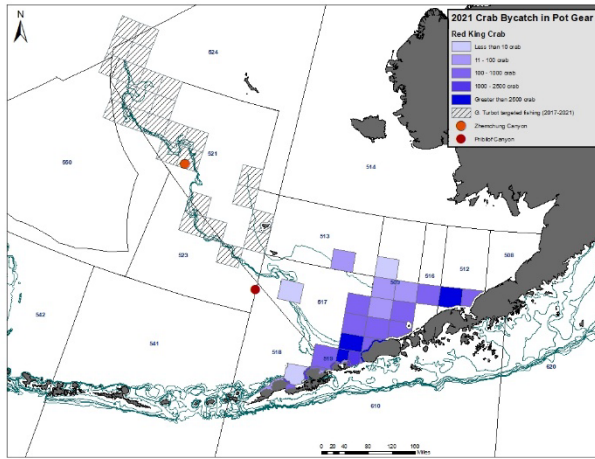 2021 Crab Bycatch in Pot Gear
Red King Crab
Less than 10 crab
11 - 100 crab
100 - 1000 crab
1000 - 2500 crab
Greater than 2500 crab
G. Turbot targeted fishing (2017-2021)
Zhemchung Canyon
Pribilof Canyon
N
524
550
521
514
513
523
509
516
512
508
517
542
541
518
519
620
610
0 20 40 80 120 160
Miles